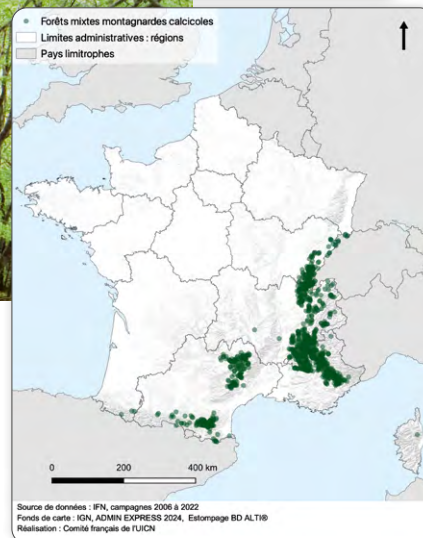 Forêts mixtes montagnardes calcicoles
Limites administratives : régions
Pays limitrophes
0 200 400 km
Source de données : IFN, campagnes 2006 à 2022
Fonds de carte : IGN, ADMIN EXPRESS 2024, Estompage BD ALTI®
Réalisation : Comité français de l'UICN